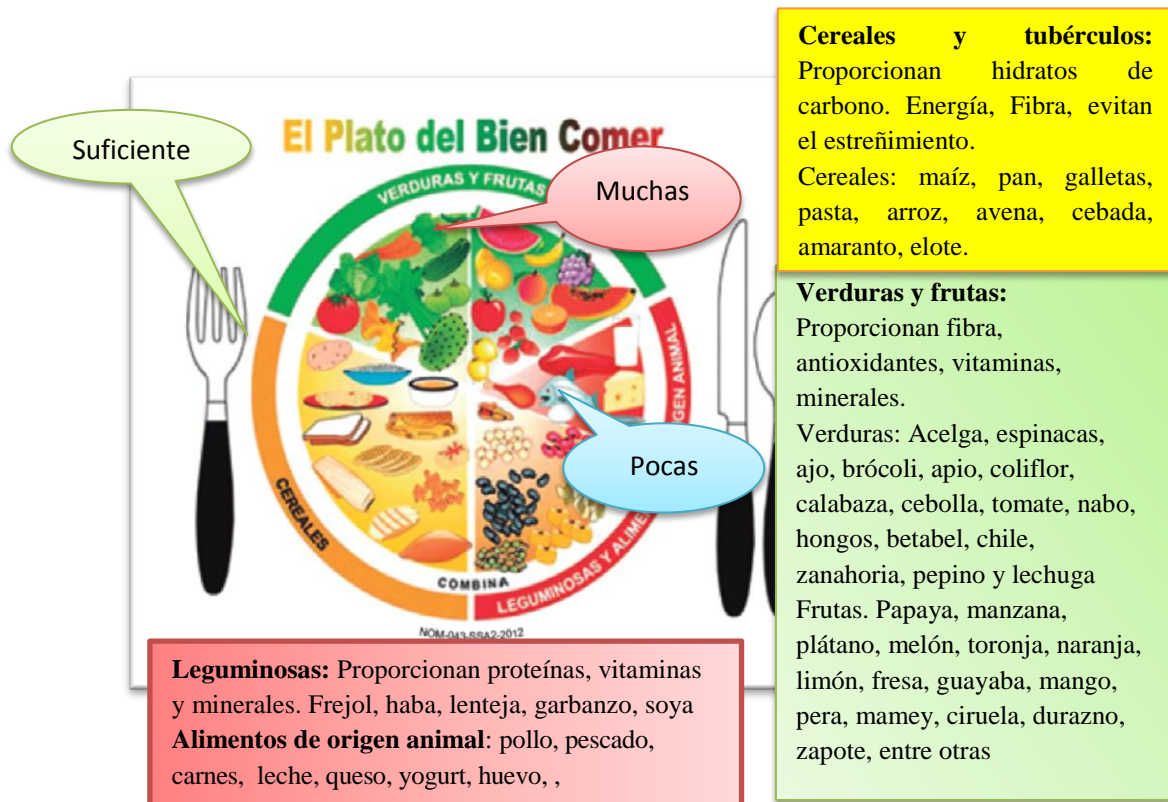 El Plato del Bien Comer
Suficiente
Muchas
Pocas
VERDURAS Y FRUTAS
CEREALES
COMBINA
LEGUMINOSAS Y ALIME
GEN ANIMAL
NOM-043-SSA2-2012
Cereales y tubérculos:
Proporcionan hidratos de
carbono. Energía, Fibra, evitan
el estreñimiento.
Cereales: maíz, pan, galletas,
pasta, arroz, avena, cebada,
amaranto, elote.
Verduras y frutas:
Proporcionan fibra,
antioxidantes, vitaminas,
minerales.
Verduras: Acelga, espinacas,
ajo, brócoli, apio, coliflor,
calabaza, cebolla, tomate, nabo,
hongos, betabel, chile,
zanahoria, pepino y lechuga
Frutas. Papaya, manzana,
plátano, melón, toronja, naranja,
limón, fresa, guayaba, mango,
pera, mamey, ciruela, durazno,
zapote, entre otras
Leguminosas: Proporcionan proteínas, vitaminas
y minerales. Frejol, haba, lenteja, garbanzo, soya
Alimentos de origen animal: pollo, pescado,
carnes, leche, queso, yogurt, huevo, ,